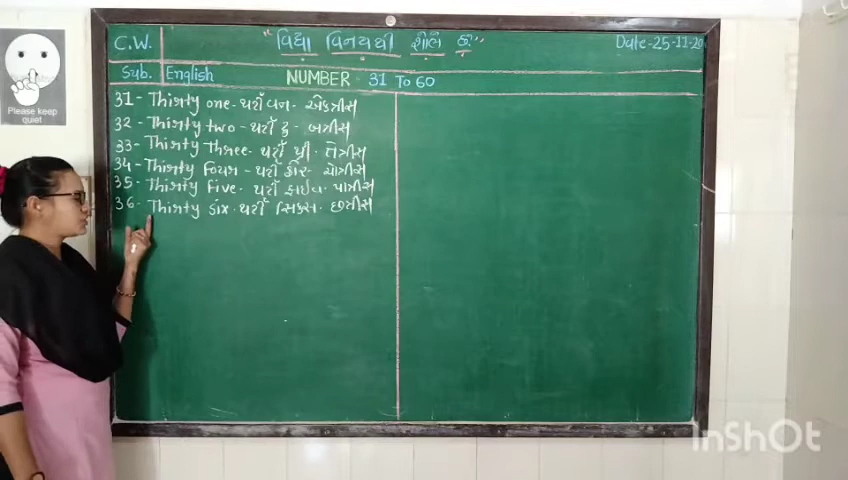 C.W.
"વિદ્યા વિનયથી શોભે છે."
Date-25-11-20
Sub. English
NUMBER - 31 To 60
31- Thirty one - થર્ટી વન - એકત્રીસ
32 - Thirty two - થર્ટી ટુ - બત્રીસ
33- Thirty Three - થર્ટી થ્રી - તેત્રીસ
34- Thirty Four - થર્ટી ફોર - ચોત્રીસ
35- Thirty Five - થર્ટી ફાઈવ - પાત્રીસ
36- Thirty six - થર્ટી સિક્સ - છત્રીસ
Please keep
quiet
InShOt